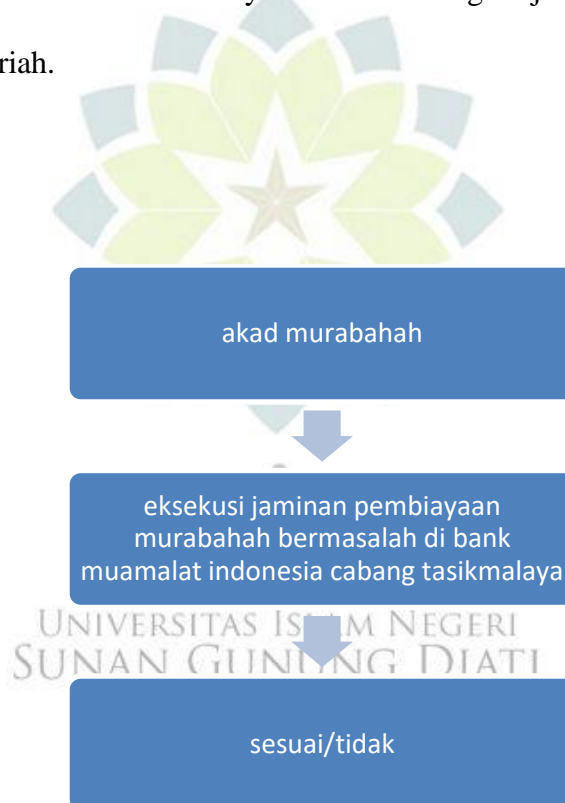 riah.
akad murabahah
eksekusi jaminan pembiayaan
murabahah bermasalah di bank
muamalat indonesia cabang tasikmalaya
UNIVERSITAS ISLAM NEGERI
SUNAN GUNUNG DJATI
sesuai/tidak